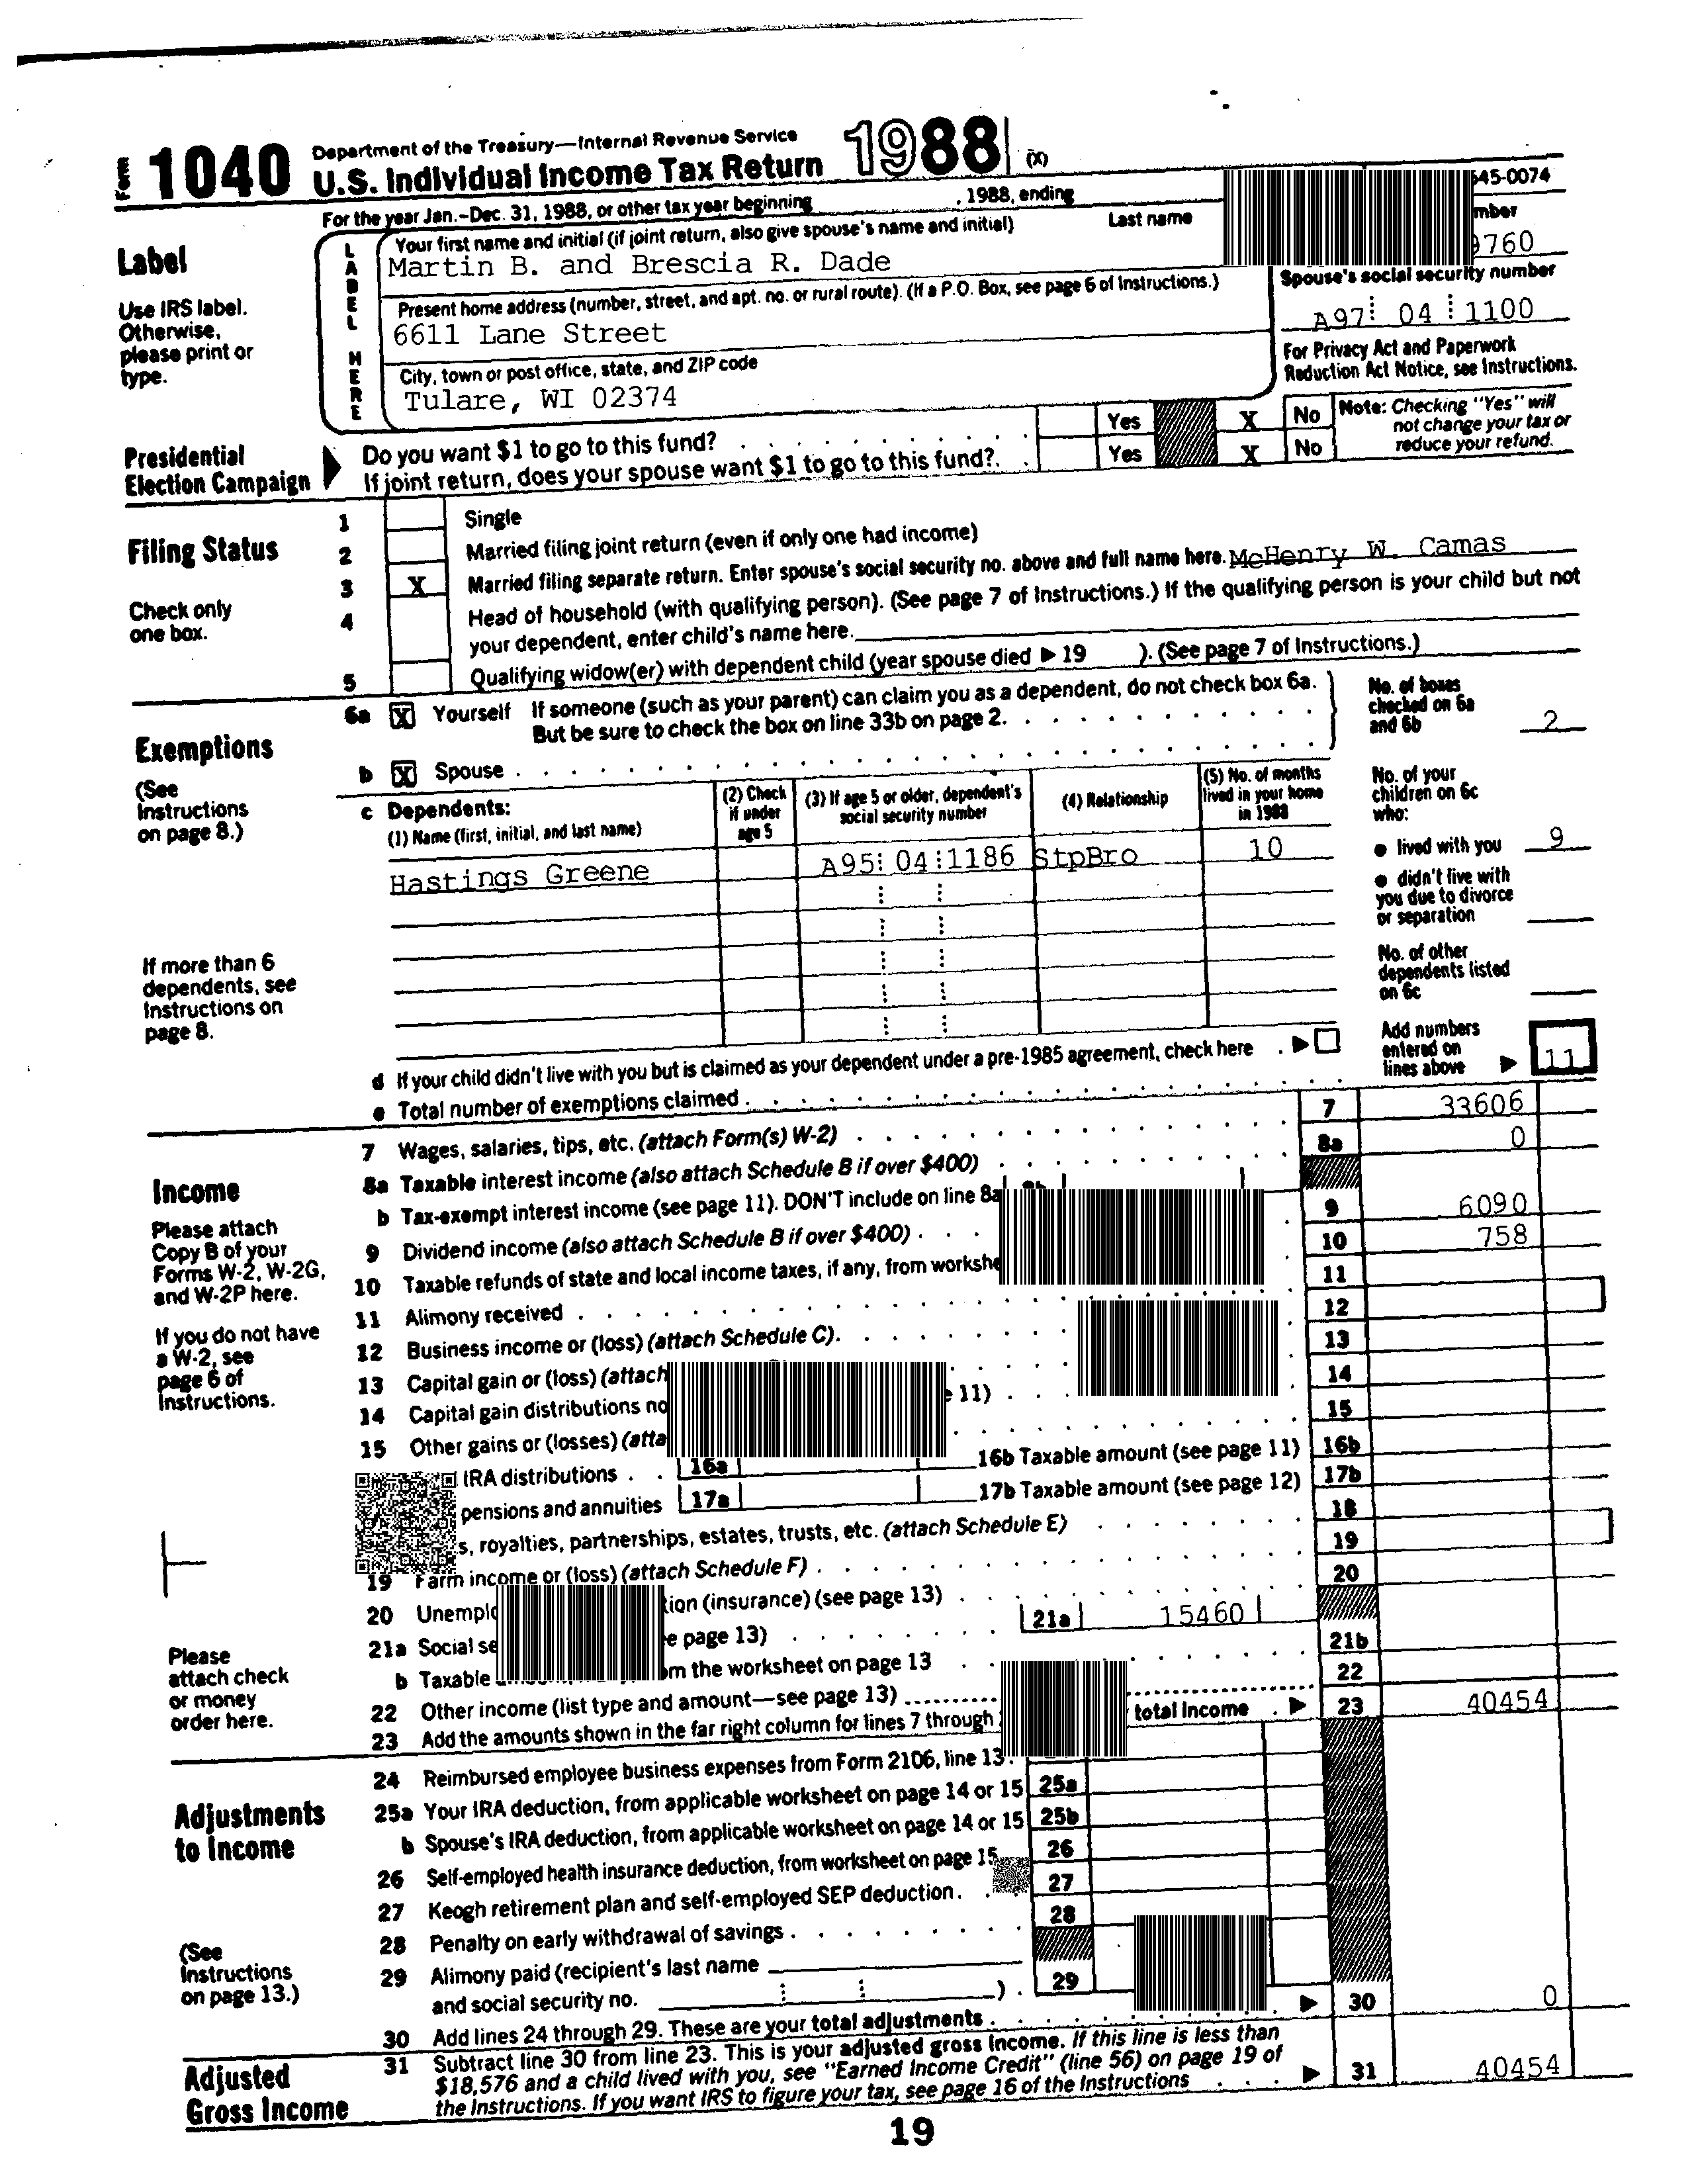 Form 1040 Department of the Treasury—Internal Revenue Service
U.S. Individual Income Tax Return 1988 (X)
For the year Jan.-Dec. 31, 1988, or other tax year beginning , 1988, ending 545-0074
Label
Use IRS label. Otherwise, please print or type.
LABEL HERE
Your first name and initial (if joint return, also give spouse's name and initial) Last name mber
Martin B. and Brescia R. Dade 9760
Present home address (number, street, and apt. no. or rural route). (If a P.O. Box, see page 6 of Instructions.) Spouse's social security number
6611 Lane Street A97 04 1100
City, town or post office, state, and ZIP code
Tulare, WI 02374
For Privacy Act and Paperwork Reduction Act Notice, see Instructions.
Presidential Election Campaign
Do you want $1 to go to this fund? Yes X No
If joint return, does your spouse want $1 to go to this fund?. Yes X No
Note: Checking "Yes" will not change your tax or reduce your refund.
Filing Status
Check only one box.
1 Single
2 Married filing joint return (even if only one had income)
3 X Married filing separate return. Enter spouse's social security no. above and full name here. McHenry W. Camas
4 Head of household (with qualifying person). (See page 7 of Instructions.) If the qualifying person is your child but not
your dependent, enter child's name here.
5 Qualifying widow(er) with dependent child (year spouse died ▶ 19 ). (See page 7 of Instructions.)
Exemptions
(See Instructions on page 8.)
6a X Yourself If someone (such as your parent) can claim you as a dependent, do not check box 6a.
But be sure to check the box on line 33b on page 2.
b X Spouse
No. of boxes checked on 6a and 6b 2
c Dependents:
(1) Name (first, initial, and last name)
(2) Check if under age 5
(3) If age 5 or older, dependent's social security number
(4) Relationship
(5) No. of months lived in your home in 1988
Hastings Greene A95 04 1186 StpBro 10
No. of your children on 6c who:
● lived with you 9
● didn't live with you due to divorce or separation
No. of other dependents listed on 6c
If more than 6 dependents, see Instructions on page 8.
d If your child didn't live with you but is claimed as your dependent under a pre-1985 agreement, check here . ▶
e Total number of exemptions claimed
Add numbers entered on lines above ▶ 11
Income
Please attach Copy B of your Forms W-2, W-2G, and W-2P here.
If you do not have a W-2, see page 6 of Instructions.
7 Wages, salaries, tips, etc. (attach Form(s) W-2) 7 33606
8a Taxable interest income (also attach Schedule B if over $400) 8a 0
b Tax-exempt interest income (see page 11). DON'T include on line 8a
9 Dividend income (also attach Schedule B if over $400) 9 6090
10 Taxable refunds of state and local income taxes, if any, from workshe 10 758
11 Alimony received 11
12 Business income or (loss) (attach Schedule C). 12
13 Capital gain or (loss) (attach 13
14 Capital gain distributions no 11) 14
15 Other gains or (losses) (atta 15
IRA distributions 16a 16b Taxable amount (see page 11) 16b
pensions and annuities 17a 17b Taxable amount (see page 12) 17b
s, royalties, partnerships, estates, trusts, etc. (attach Schedule E) 18
19 Farm income or (loss) (attach Schedule F) 19
20 Unempl tion (insurance) (see page 13) 20
21a Social se e page 13) 21a 15460
b Taxable om the worksheet on page 13 21b
22 Other income (list type and amount—see page 13) 22
23 Add the amounts shown in the far right column for lines 7 through total income ▶ 23 40454
Please attach check or money order here.
Adjustments to Income
(See Instructions on page 13.)
24 Reimbursed employee business expenses from Form 2106, line 13.
25a Your IRA deduction, from applicable worksheet on page 14 or 15 25a
b Spouse's IRA deduction, from applicable worksheet on page 14 or 15 25b
26 Self-employed health insurance deduction, from worksheet on page 15 26
27 Keogh retirement plan and self-employed SEP deduction. 27
28 Penalty on early withdrawal of savings 28
29 Alimony paid (recipient's last name
and social security no. ) . 29
30 Add lines 24 through 29. These are your total adjustments ▶ 30 0
Adjusted Gross Income
31 Subtract line 30 from line 23. This is your adjusted gross income. If this line is less than
$18,576 and a child lived with you, see "Earned Income Credit" (line 56) on page 19 of
the Instructions. If you want IRS to figure your tax, see page 16 of the Instructions ▶ 31 40454
19